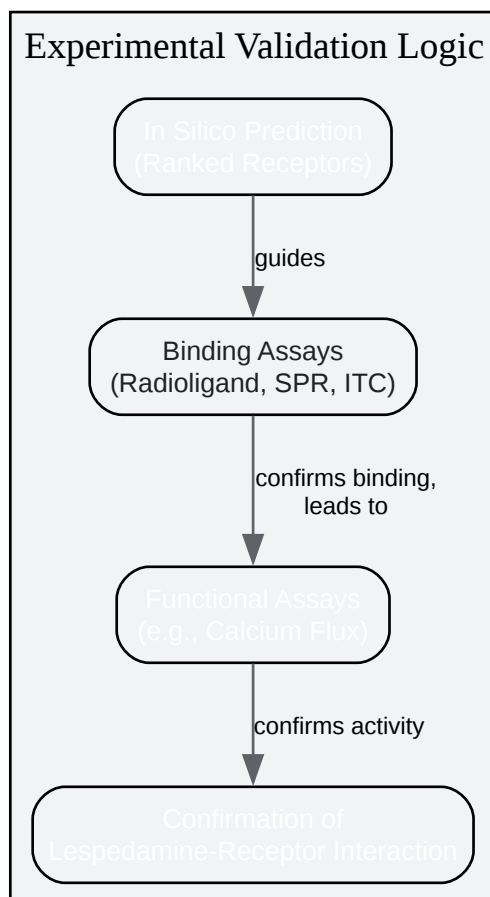 Experimental Validation Logic
In Silico Prediction
(Ranked Receptors)
guides
Binding Assays
(Radioligand, SPR, ITC)
confirms binding,
leads to
Functional Assays
(e.g., Calcium Flux)
confirms activity
Confirmation of
Lespedamine-Receptor Interaction